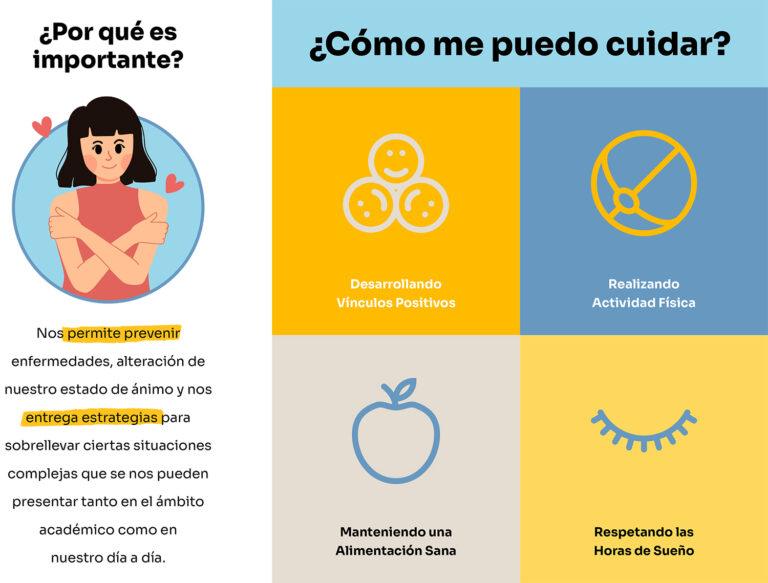 ¿Por qué es
importante?
Nos permite prevenir
enfermedades, alteración de
nuestro estado de ánimo y nos
entrega estrategias para
sobrellevar ciertas situaciones
complejas que se nos pueden
presentar tanto en el ámbito
académico como en
nuestro día a día.
¿Cómo me puedo cuidar?
Desarrollando
Vínculos Positivos
Realizando
Actividad Física
Manteniendo una
Alimentación Sana
Respetando las
Horas de Sueño